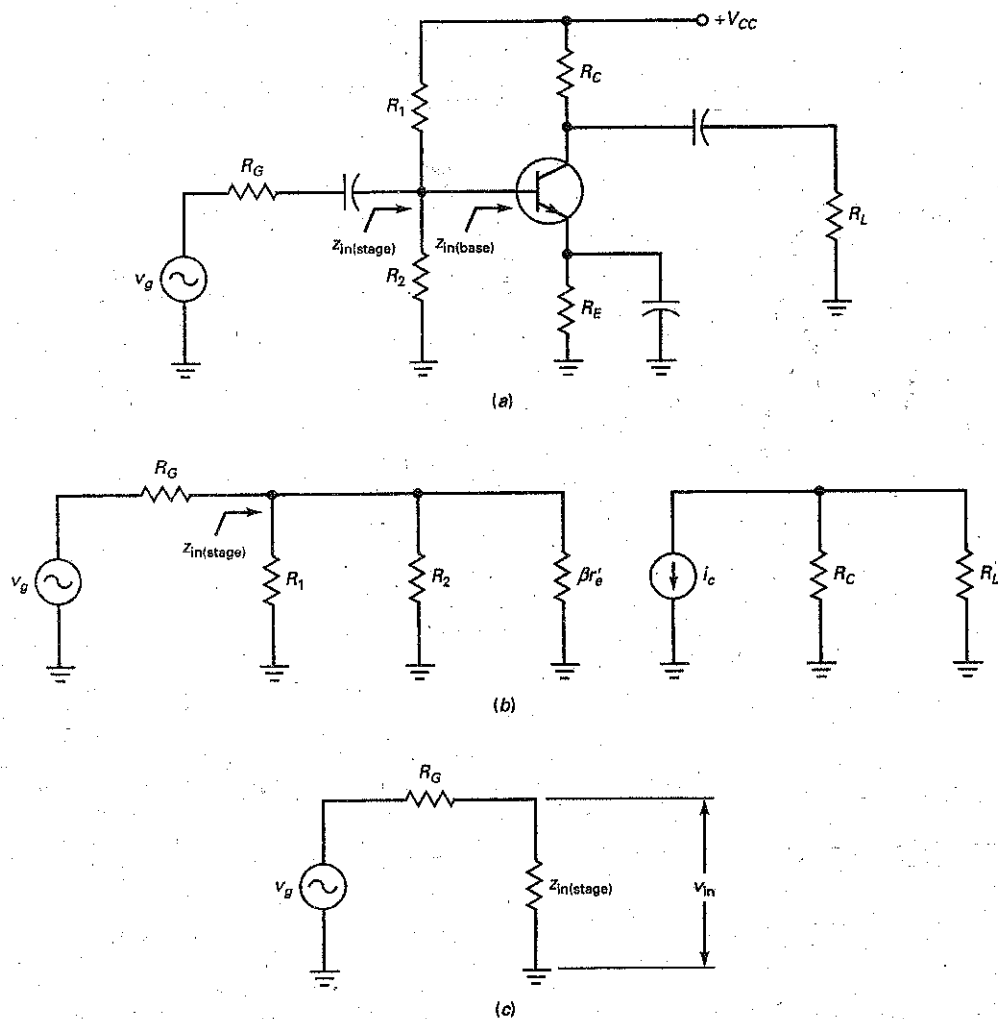 +V_CC
R_C
R_1
R_G
R_L
z_in(stage)
z_in(base)
R_2
v_g
R_E
(a)
R_G
z_in(stage)
v_g
R_1
R_2
βr'_e
i_c
R_C
R_L
(b)
R_G
v_g
z_in(stage)
v_in
(c)